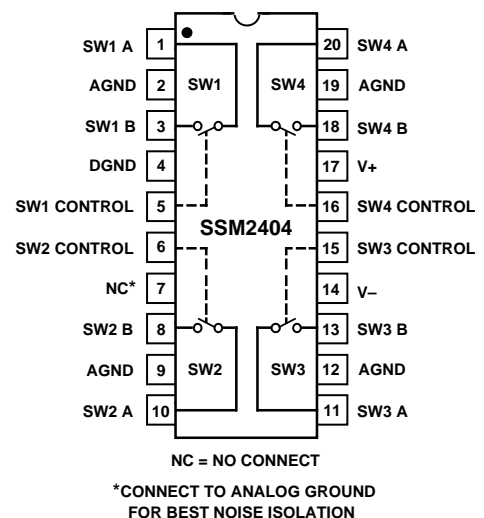 SW1 A 1 20 SW4 A
AGND 2 SW1 SW4 19 AGND
SW1 B 3 18 SW4 B
DGND 4 17 V+
SW1 CONTROL 5 16 SW4 CONTROL
SSM2404
SW2 CONTROL 6 15 SW3 CONTROL
NC* 7 14 V–
SW2 B 8 13 SW3 B
AGND 9 SW2 SW3 12 AGND
SW2 A 10 11 SW3 A
NC = NO CONNECT
*CONNECT TO ANALOG GROUND
FOR BEST NOISE ISOLATION